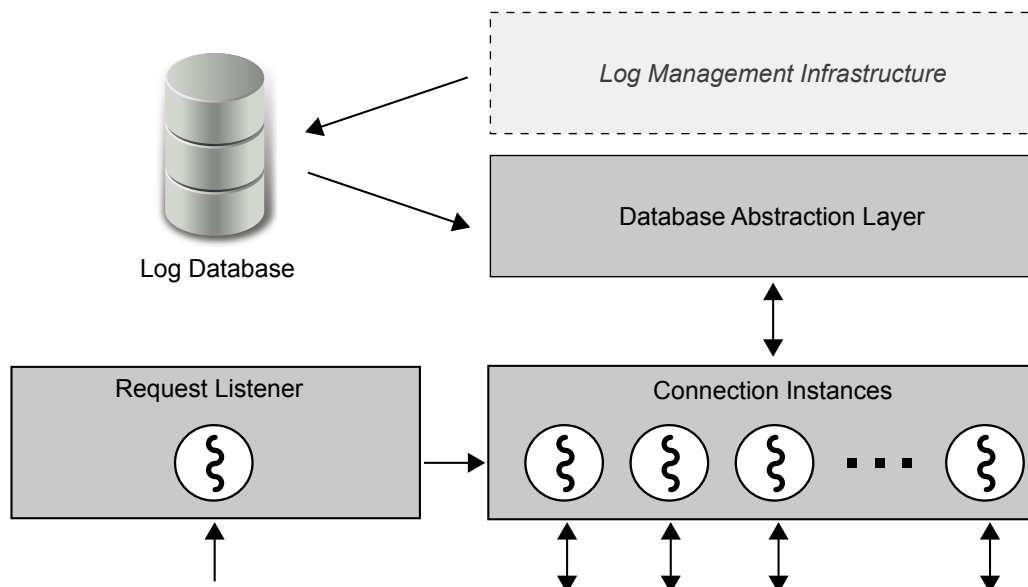 Log Management Infrastructure
Database Abstraction Layer
Log Database
Request Listener
Connection Instances